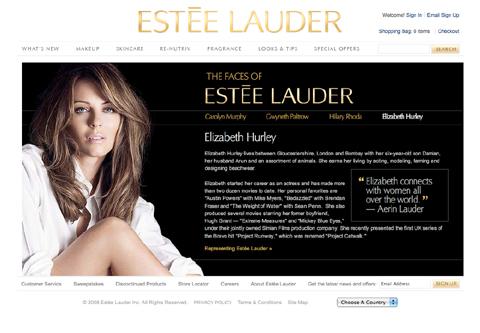 ESTĒE LAUDER
Welcome! Sign In | Email Sign Up
Shopping Bag: 0 items | Checkout
WHAT'S NEW MAKEUP SKINCARE RE-NUTRIV FRAGRANCE LOOKS & TIPS SPECIAL OFFERS SEARCH
THE FACES OF
ESTĒE LAUDER
Carolyn Murphy Gwyneth Paltrow Hilary Rhoda Elizabeth Hurley
Elizabeth Hurley
Elizabeth Hurley lives between Gloucestershire, London and Bombay with her six-year-old son Damian,
her husband Arun and an assortment of animals. She earns her living by acting, modeling, farming and
designing beachwear.
Elizabeth started her career as an actress and has made more
than two dozen movies to date. Her personal favorites are
"Austin Powers" with Mike Myers, "Bedazzled" with Brendan
Fraser and "The Weight of Water" with Sean Penn. She also
produced several movies starring her former boyfriend,
Hugh Grant — "Extreme Measures" and "Mickey Blue Eyes,"
under their jointly owned Simian Films production company. She recently presented the first UK series of
the Bravo hit "Project Runway," which was renamed "Project Catwalk."
Representing Estée Lauder »
“ Elizabeth connects
with women all
over the world. ”
— Aerin Lauder
Customer Service Sweepstakes Discontinued Products Store Locator Careers About Estée Lauder Get the latest news and offers Email Address SIGN UP
© 2008 Estée Lauder Inc. All Rights Reserved. PRIVACY POLICY Terms & Conditions Site Map Choose A Country